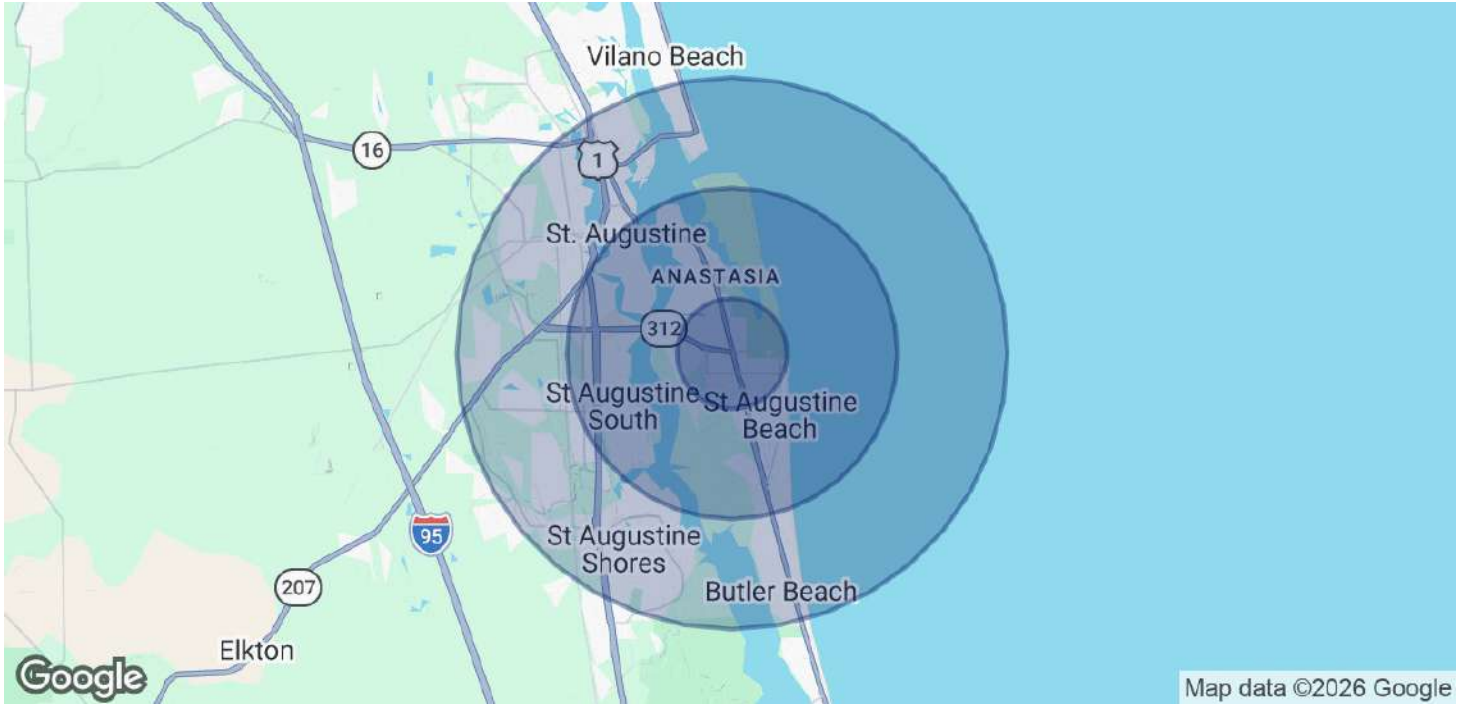 Vilano Beach
16
1
St. Augustine
ANASTASIA
312
St Augustine
South
St Augustine
Beach
95
St Augustine
Shores
207
Butler Beach
Elkton
Google
Map data ©2026 Google